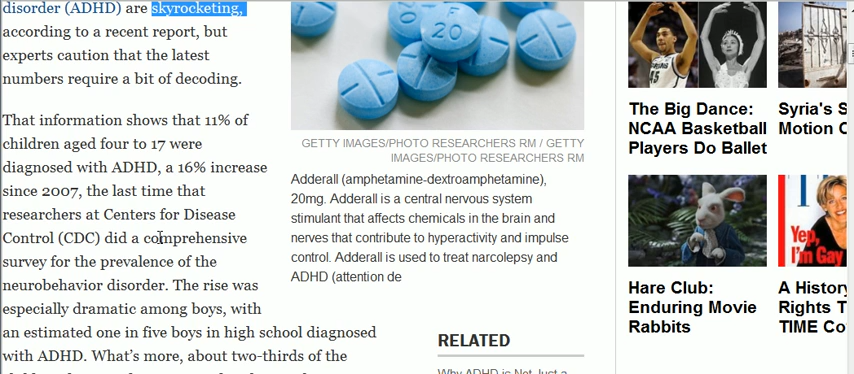 disorder (ADHD) are skyrocketing,
according to a recent report, but
experts caution that the latest
numbers require a bit of decoding.
That information shows that 11% of
children aged four to 17 were
diagnosed with ADHD, a 16% increase
since 2007, the last time that
researchers at Centers for Disease
Control (CDC) did a comprehensive
survey for the prevalence of the
neurobehavior disorder. The rise was
especially dramatic among boys, with
an estimated one in five boys in high school diagnosed
with ADHD. What's more, about two-thirds of the
F
20
GETTY IMAGES/PHOTO RESEARCHERS RM / GETTY
IMAGES/PHOTO RESEARCHERS RM
Adderall (amphetamine-dextroamphetamine),
20mg. Adderall is a central nervous system
stimulant that affects chemicals in the brain and
nerves that contribute to hyperactivity and impulse
control. Adderall is used to treat narcolepsy and
ADHD (attention de
RELATED
Why ADHD is Not Just a
45
The Big Dance:
NCAA Basketball
Players Do Ballet
Syria's S
Motion C
Hare Club:
Enduring Movie
Rabbits
Yep,
I'm Gay
A History
Rights T
TIME Co